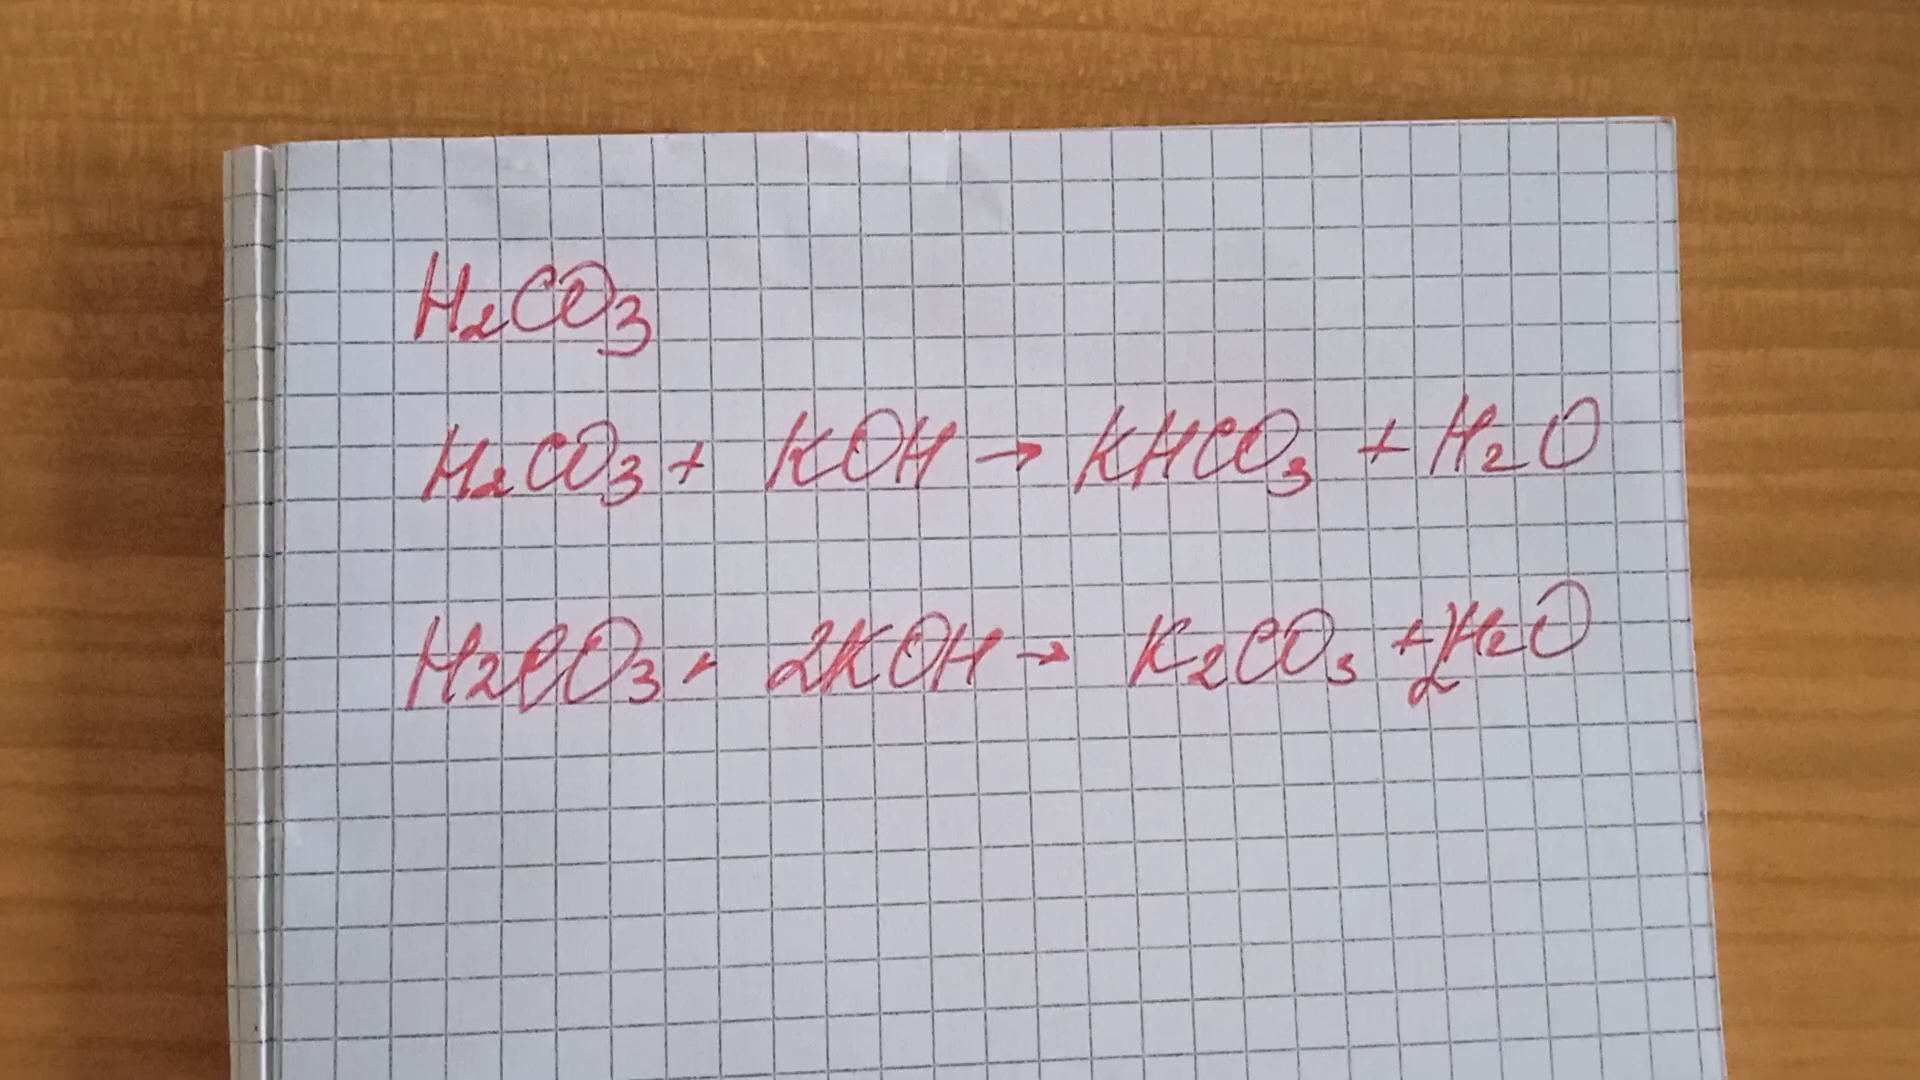 H₂CO₃
H₂CO₃ + KOH → KHCO₃ + H₂O
H₂CO₃ + 2KOH → K₂CO₃ + 2H₂O